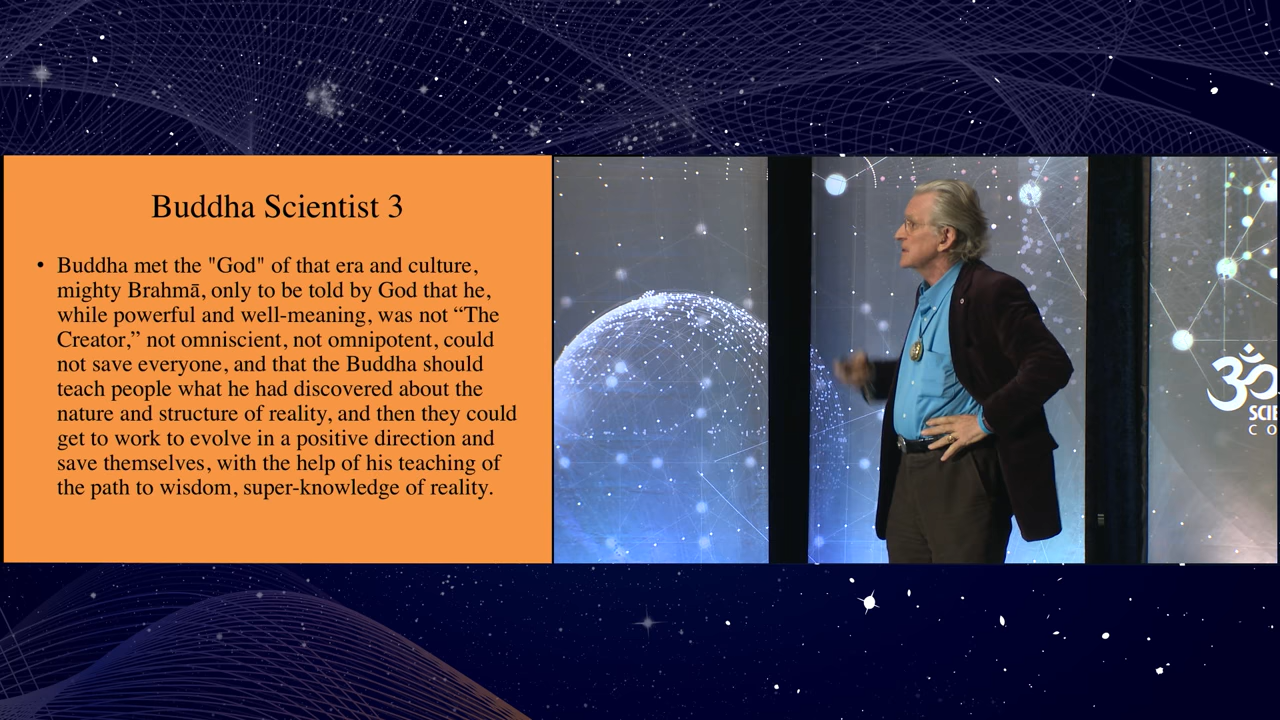 Buddha Scientist 3
• Buddha met the "God" of that era and culture,
mighty Brahmā, only to be told by God that he,
while powerful and well-meaning, was not “The
Creator,” not omniscient, not omnipotent, could
not save everyone, and that the Buddha should
teach people what he had discovered about the
nature and structure of reality, and then they could
get to work to evolve in a positive direction and
save themselves, with the help of his teaching of
the path to wisdom, super-knowledge of reality.
ॐ
SCIE
CO